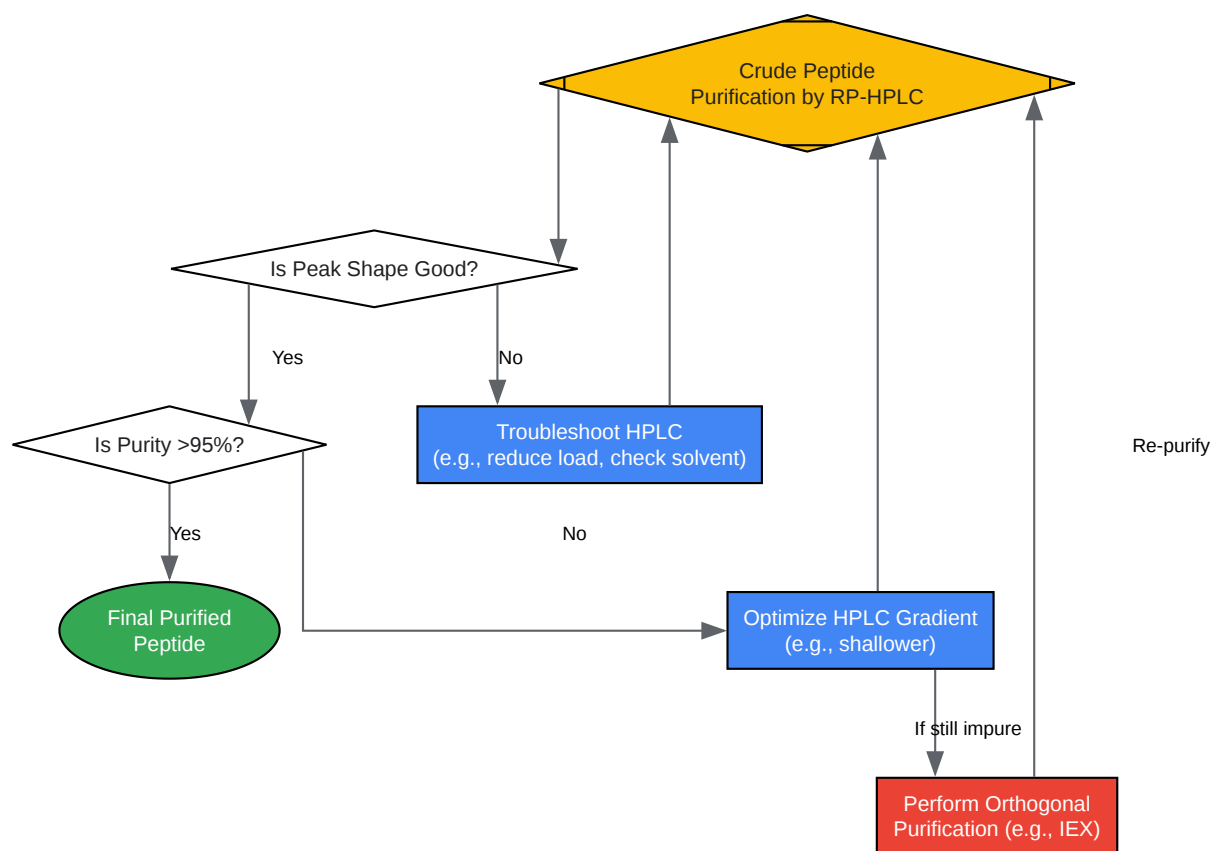 Crude Peptide
Purification by RP-HPLC
Is Peak Shape Good?
Yes
No
Is Purity >95%?
Troubleshoot HPLC
(e.g., reduce load, check solvent)
Re-purify
Yes
No
Final Purified
Peptide
Optimize HPLC Gradient
(e.g., shallower)
If still impure
Perform Orthogonal
Purification (e.g., IEX)